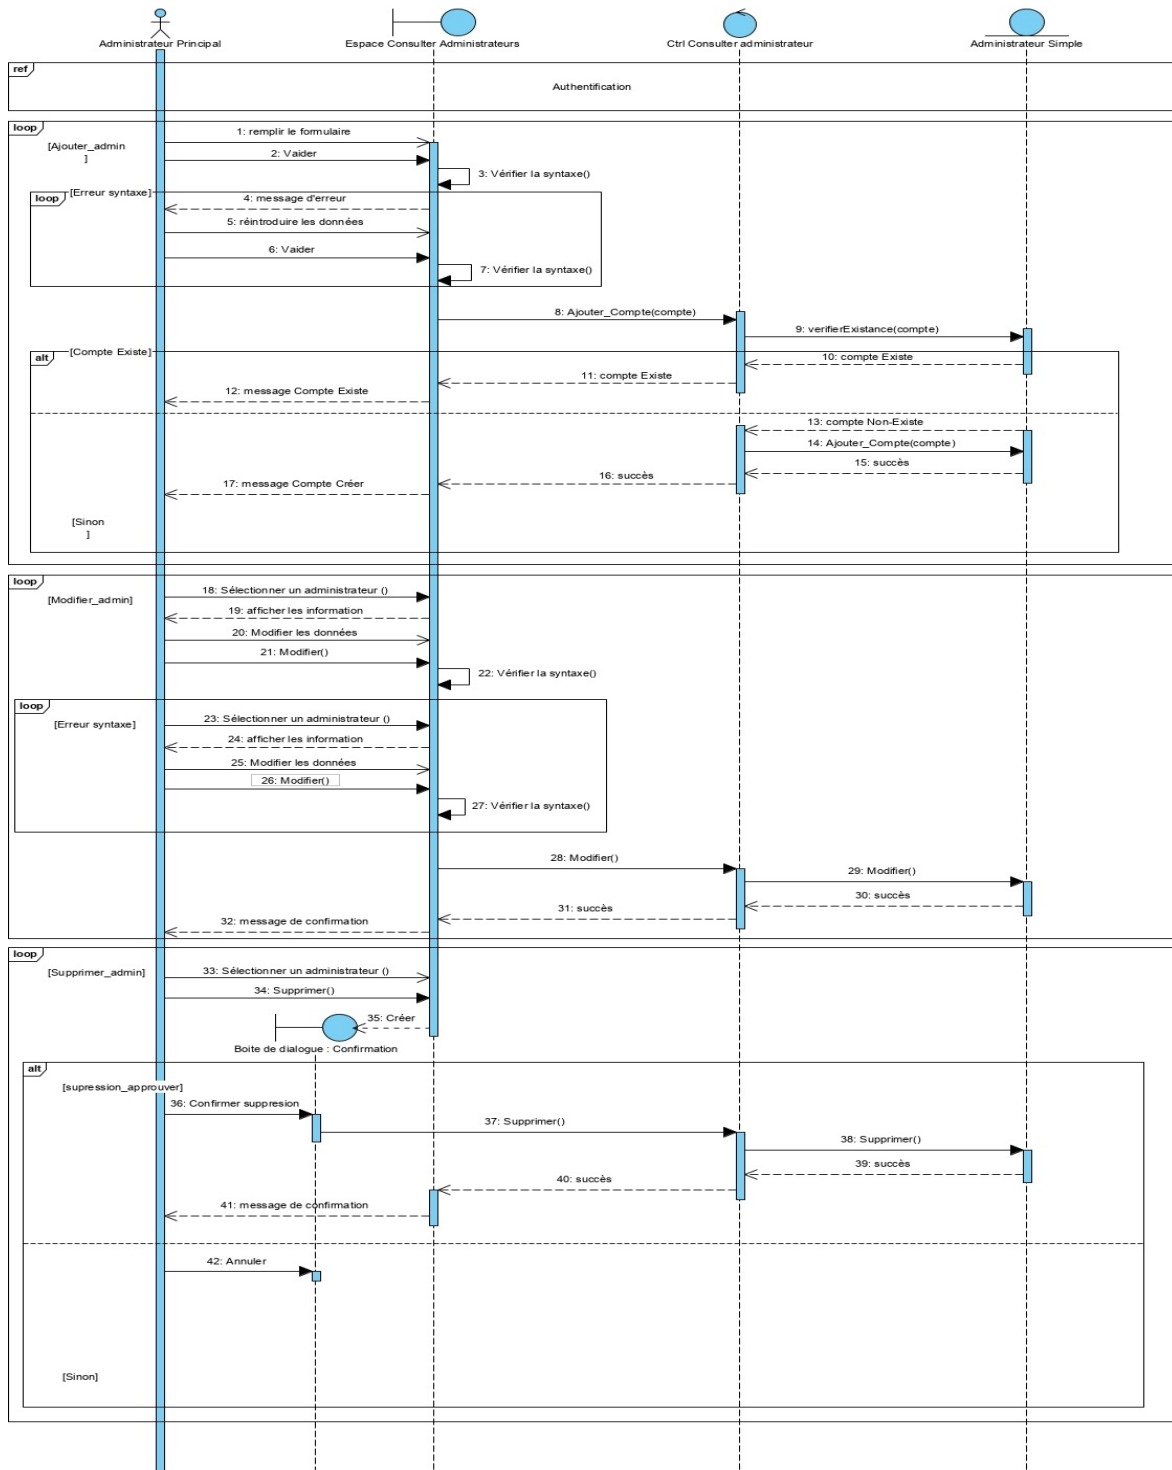 Administrateur Principal
Espace Consulter Administrateurs
Ctrl Consulter administrateur
Administrateur Simple
ref
Authentification
loop
[Ajouter_admin
]
1: remplir le formulaire
2: Vaider
3: Vérifier la syntaxe()
loop
[Erreur syntaxe]
4: message d'erreur
5: réintroduire les données
6: Vaider
7: Vérifier la syntaxe()
8: Ajouter_Compte(compte)
9: verifierExistance(compte)
alt
[Compte Existe]
10: compte Existe
11: compte Existe
12: message Compte Existe
13: compte Non-Existe
14: Ajouter_Compte(compte)
15: succès
16: succès
17: message Compte Créer
[Sinon
]
loop
[Modifier_admin]
18: Sélectionner un administrateur ()
19: afficher les information
20: Modifier les données
21: Modifier()
22: Vérifier la syntaxe()
loop
[Erreur syntaxe]
23: Sélectionner un administrateur ()
24: afficher les information
25: Modifier les données
26: Modifier()
27: Vérifier la syntaxe()
28: Modifier()
29: Modifier()
30: succès
31: succès
32: message de confirmation
loop
[Supprimer_admin]
33: Sélectionner un administrateur ()
34: Supprimer()
35: Créer
Boite de dialogue : Confirmation
alt
[supression_approuver]
36: Confirmer suppresion
37: Supprimer()
38: Supprimer()
39: succès
40: succès
41: message de confirmation
42: Annuler
[Sinon]